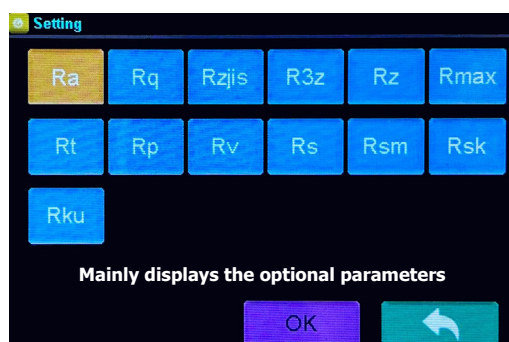 Setting
Ra Rq Rzjis R3z Rz Rmax
Rt Rp Rv Rs Rsm Rsk
Rku
Mainly displays the optional parameters
OK